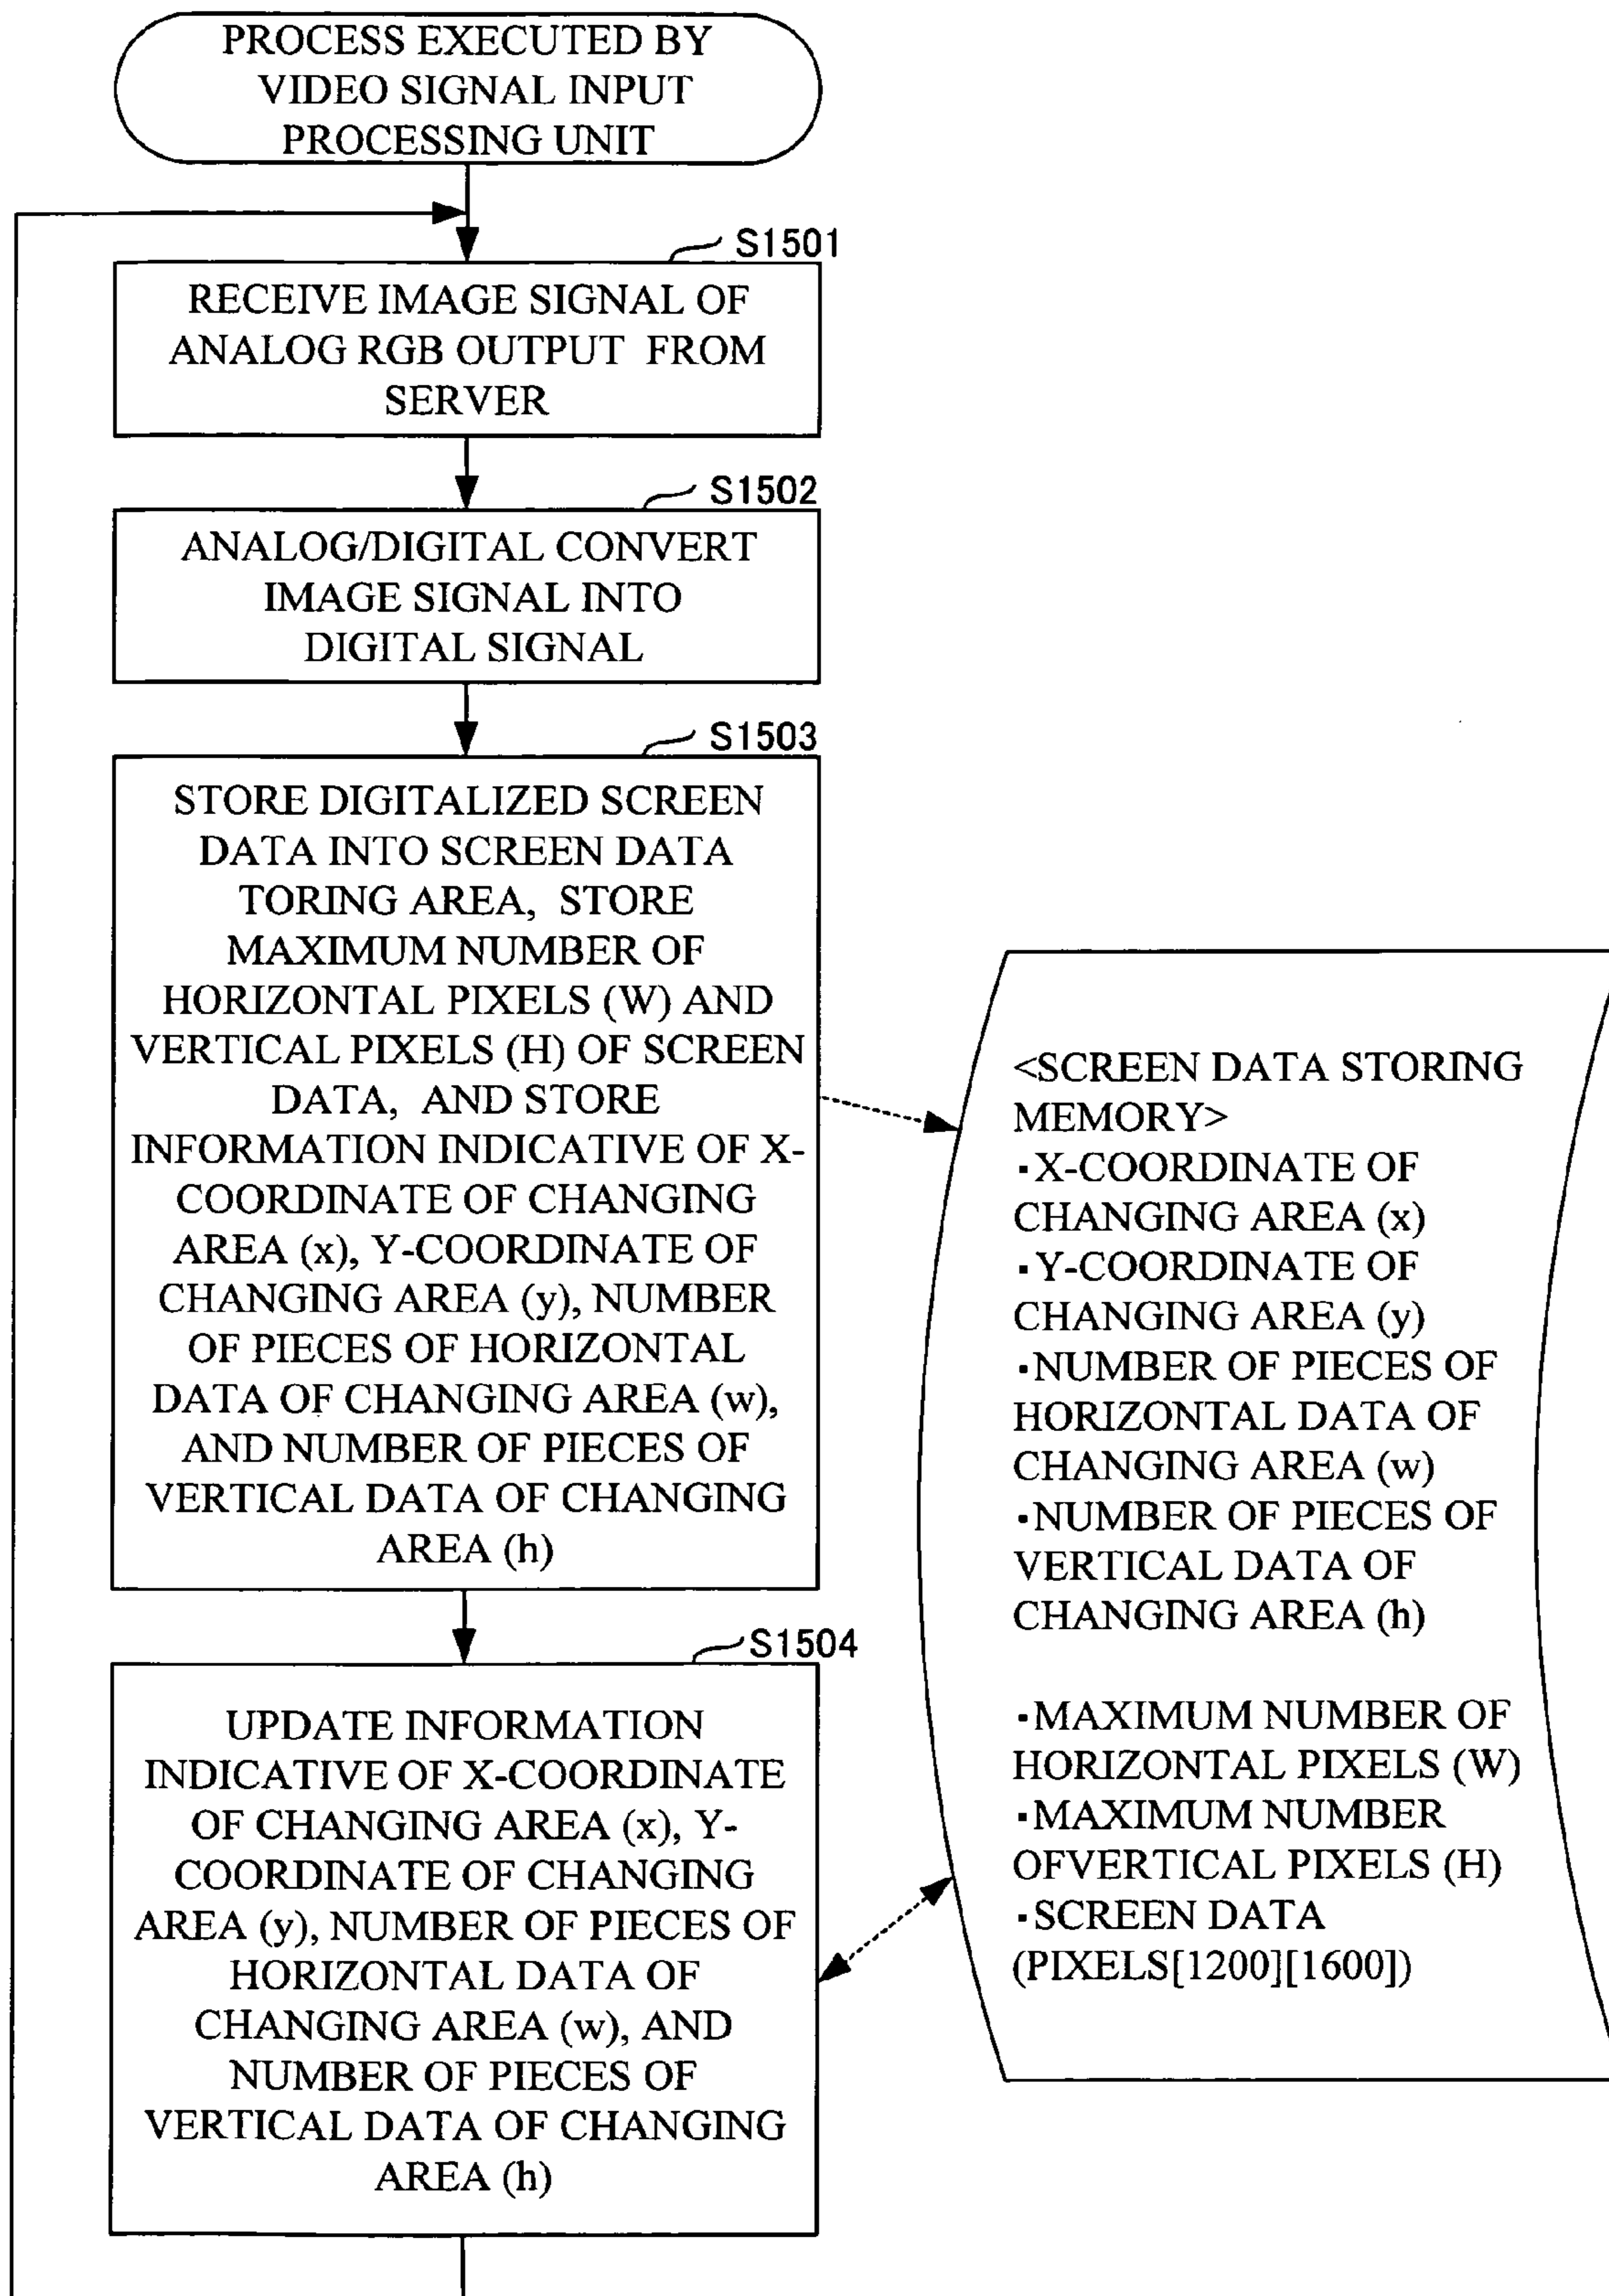 PROCESS EXECUTED BY
VIDEO SIGNAL INPUT
PROCESSING UNIT
S1501
RECEIVE IMAGE SIGNAL OF
ANALOG RGB OUTPUT FROM
SERVER
S1502
ANALOG/DIGITAL CONVERT
IMAGE SIGNAL INTO
DIGITAL SIGNAL
S1503
STORE DIGITALIZED SCREEN
DATA INTO SCREEN DATA
TORING AREA, STORE
MAXIMUM NUMBER OF
HORIZONTAL PIXELS (W) AND
VERTICAL PIXELS (H) OF SCREEN
DATA, AND STORE
INFORMATION INDICATIVE OF X-
COORDINATE OF CHANGING
AREA (x), Y-COORDINATE OF
CHANGING AREA (y), NUMBER
OF PIECES OF HORIZONTAL
DATA OF CHANGING AREA (w),
AND NUMBER OF PIECES OF
VERTICAL DATA OF CHANGING
AREA (h)
<SCREEN DATA STORING
MEMORY>
▪X-COORDINATE OF
CHANGING AREA (x)
▪Y-COORDINATE OF
CHANGING AREA (y)
▪NUMBER OF PIECES OF
HORIZONTAL DATA OF
CHANGING AREA (w)
▪NUMBER OF PIECES OF
VERTICAL DATA OF
CHANGING AREA (h)
▪MAXIMUM NUMBER OF
HORIZONTAL PIXELS (W)
▪MAXIMUM NUMBER
OFVERTICAL PIXELS (H)
▪SCREEN DATA
(PIXELS[1200][1600])
S1504
UPDATE INFORMATION
INDICATIVE OF X-COORDINATE
OF CHANGING AREA (x), Y-
COORDINATE OF CHANGING
AREA (y), NUMBER OF PIECES OF
HORIZONTAL DATA OF
CHANGING AREA (w), AND
NUMBER OF PIECES OF
VERTICAL DATA OF CHANGING
AREA (h)